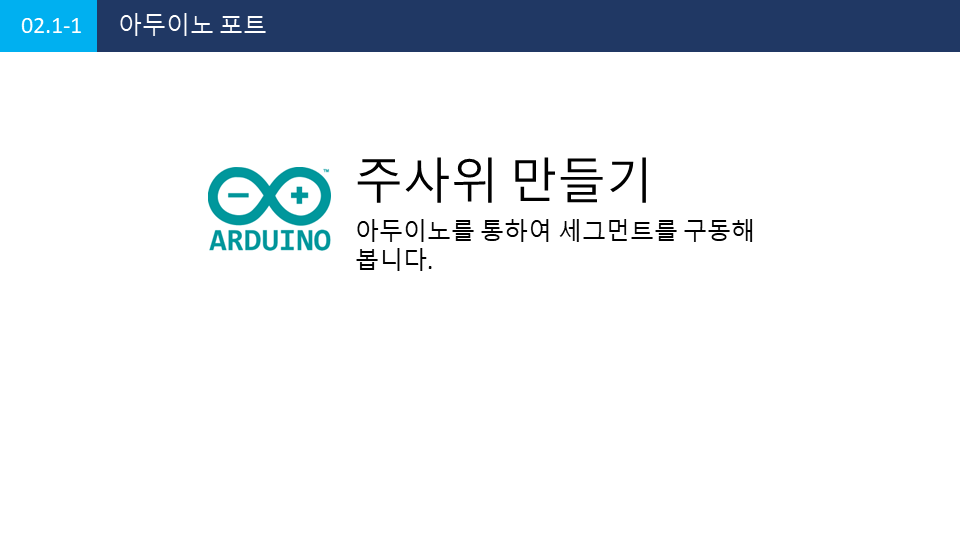 02.1-1 아두이노 포트
주사위 만들기
아두이노를 통하여 세그먼트를 구동해
봅니다.
ARDUINO
TM